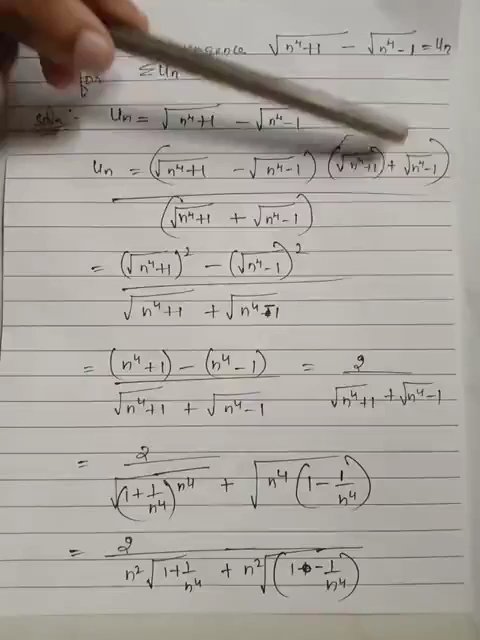 √(n⁴+1) − √(n⁴−1) = un
for Σun
Soln :- un = √(n⁴+1) − √(n⁴−1)
un = (√(n⁴+1) − √(n⁴−1)) (√(n⁴+1) + √(n⁴−1))
(√(n⁴+1) + √(n⁴−1))
= (√(n⁴+1))² − (√(n⁴−1))²
√(n⁴+1) + √(n⁴−1)
= (n⁴+1) − (n⁴−1) = 2
√(n⁴+1) + √(n⁴−1) √(n⁴+1) + √(n⁴−1)
= 2
√((1+1/n⁴)n⁴) + √(n⁴(1−1/n⁴))
= 2
n²√(1+1/n⁴) + n²√((1−1/n⁴))